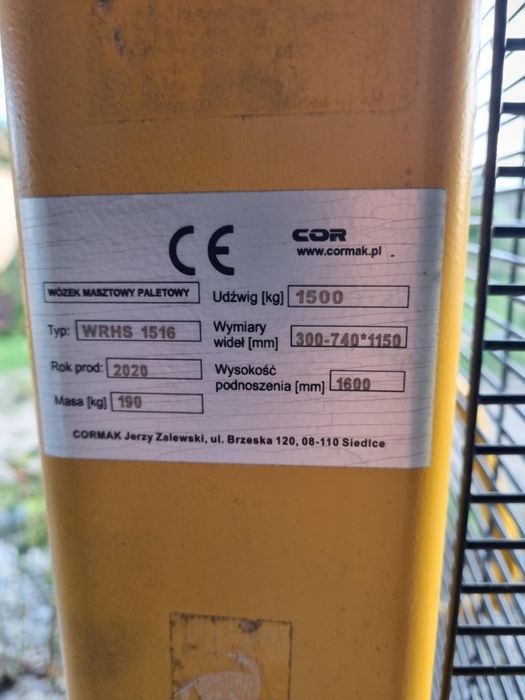 CE COR
www.cormak.pl
WÓZEK MASZTOWY PALETOWY
Udźwig [kg] 1500
Typ: WRHS 1516
Wymiary
wideł [mm] 300-740*1150
Rok prod: 2020
Wysokość
podnoszenia [mm] 1600
Masa [kg] 190
CORMAK Jerzy Zalewski, ul. Brzeska 120, 08-110 Siedlce